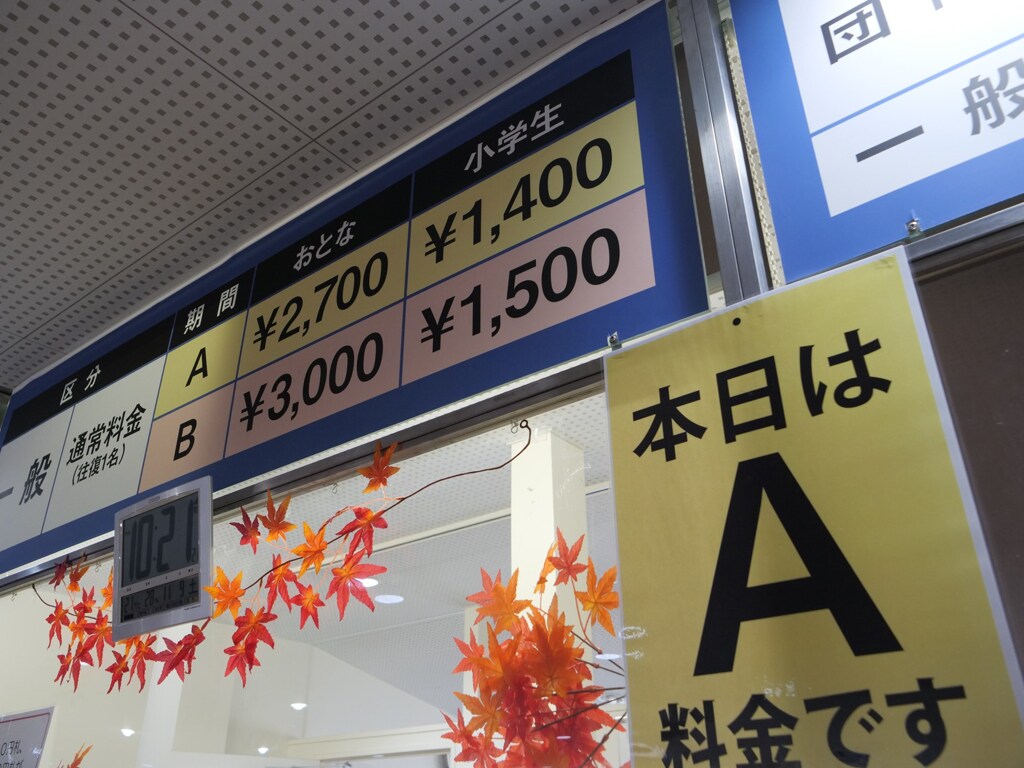 区分 期間 おとな 小学生
一般 通常料金 (往復1名) A ¥2,700 ¥1,400
B ¥3,000 ¥1,500
団
一般
10:21
本日は
A
料金です